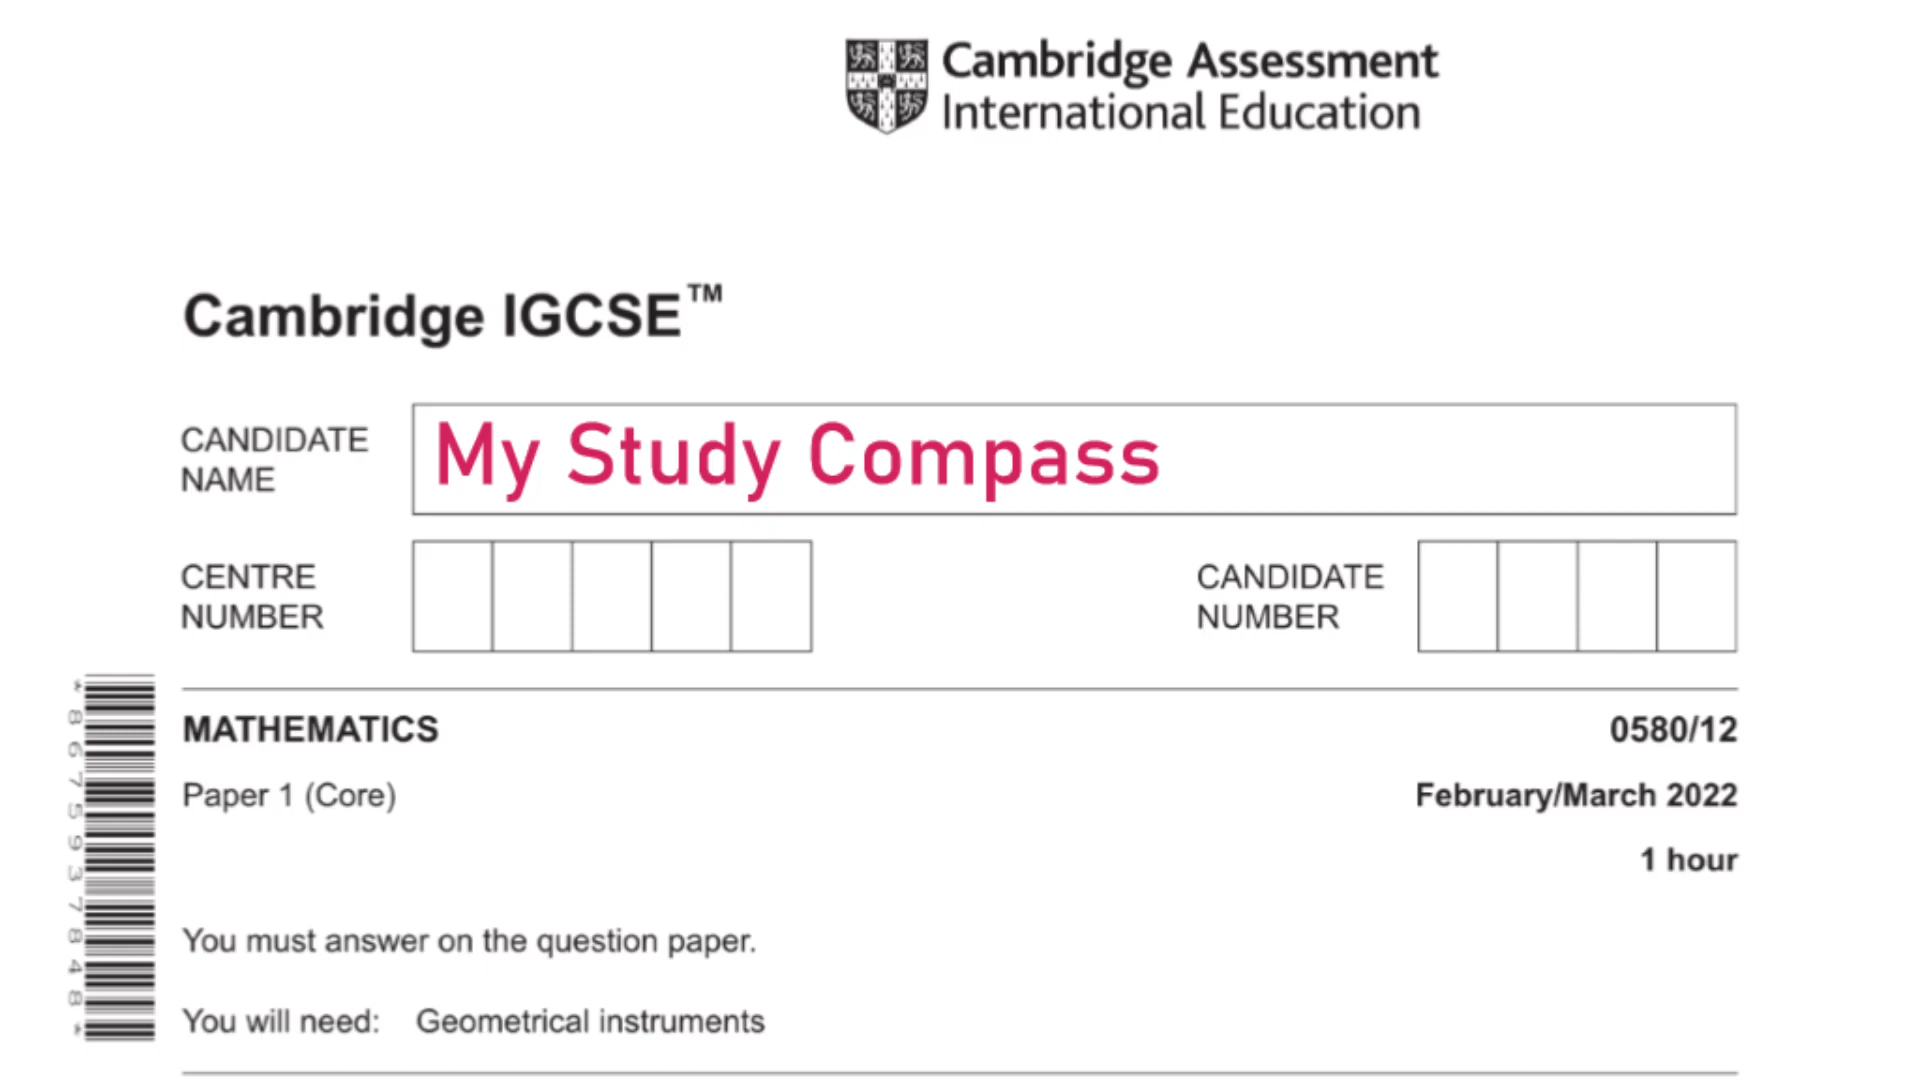 Cambridge Assessment
International Education
Cambridge IGCSE™
CANDIDATE
NAME
My Study Compass
CENTRE
NUMBER
CANDIDATE
NUMBER
MATHEMATICS 0580/12
Paper 1 (Core) February/March 2022
1 hour
You must answer on the question paper.
You will need: Geometrical instruments
*8675937848*